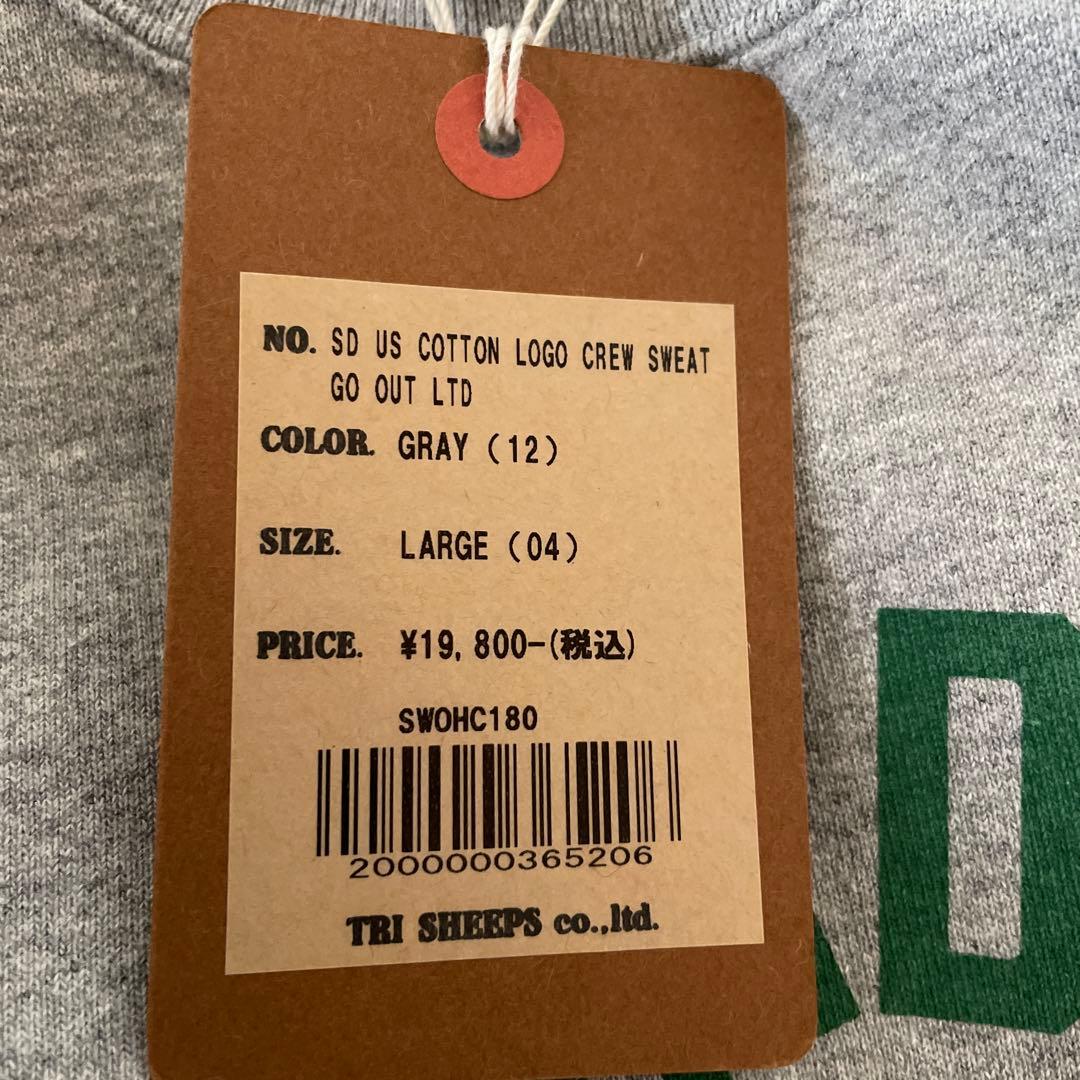 NO. SD US COTTON LOGO CREW SWEAT
GO OUT LTD
COLOR. GRAY (12)
SIZE. LARGE (04)
PRICE. ¥19,800-(税込)
SWOHC180
2000000365206
TRI SHEEPS co.,ltd.
D